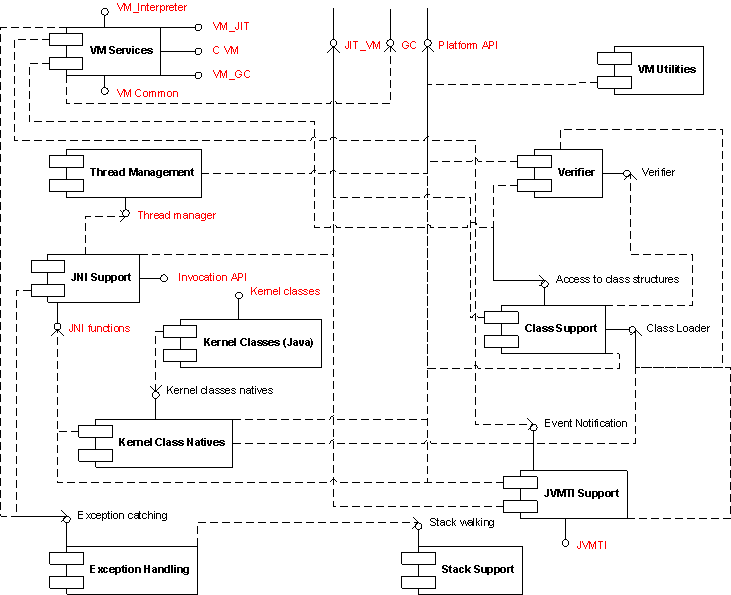 VM_Interpreter
VM Services
VM_JIT
C VM
VM_GC
VM Common
JIT_VM
GC
Platform API
VM Utilities
Thread Management
Thread manager
Verifier
Verifier
JNI Support
Invocation API
JNI functions
Kernel classes
Kernel Classes (Java)
Access to class structures
Class Support
Class Loader
Kernel classes natives
Kernel Class Natives
Event Notification
JVMTI Support
JVMTI
Exception catching
Exception Handling
Stack walking
Stack Support